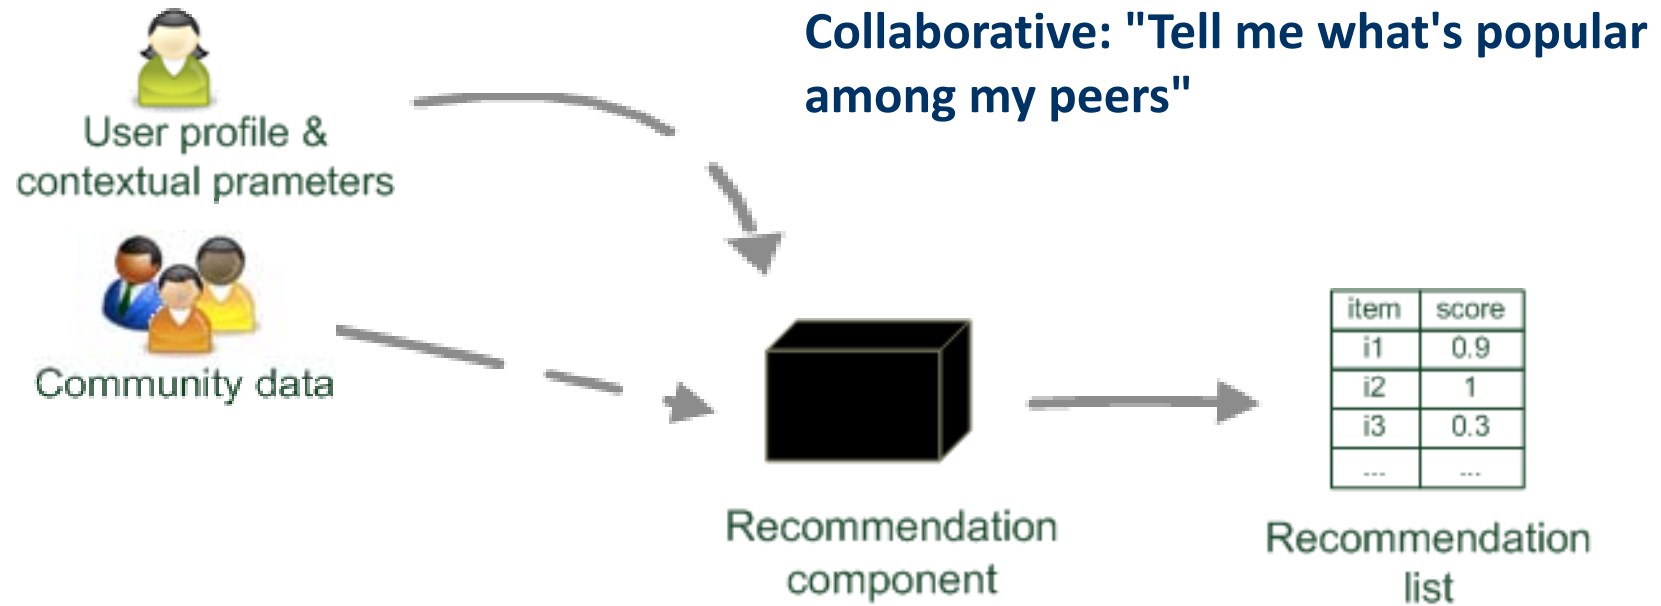 Collaborative: "Tell me what's popular
among my peers"
User profile &
contextual prameters
Community data
Recommendation
component
item score
i1 0.9
i2 1
i3 0.3
... ...
Recommendation
list